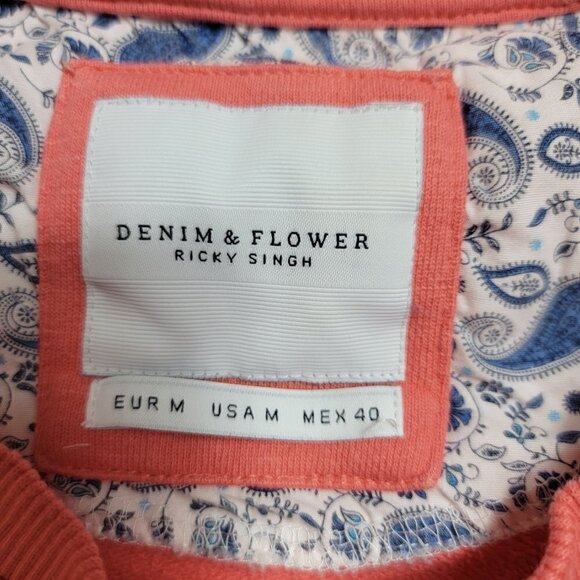 DENIM & FLOWER
RICKY SINGH
EUR M USA M MEX 40